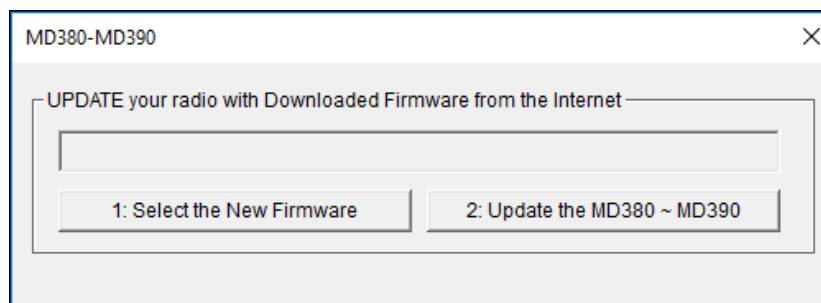 MD380-MD390
UPDATE your radio with Downloaded Firmware from the Internet
1: Select the New Firmware
2: Update the MD380 ~ MD390